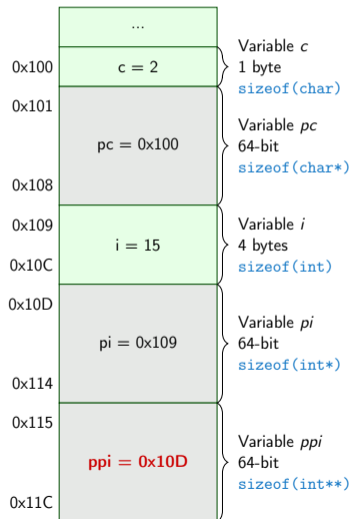 ...
0x100
c = 2
Variable c
1 byte
sizeof(char)
0x101
pc = 0x100
0x108
Variable pc
64-bit
sizeof(char*)
0x109
i = 15
0x10C
Variable i
4 bytes
sizeof(int)
0x10D
pi = 0x109
0x114
Variable pi
64-bit
sizeof(int*)
0x115
ppi = 0x10D
0x11C
Variable ppi
64-bit
sizeof(int**)